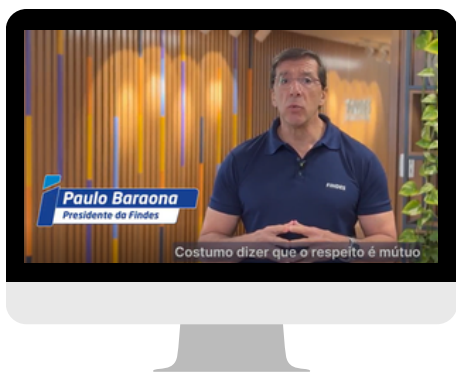 Paulo Baraona
Presidente da Findes
FINDES
Costumo dizer que o respeito é mútuo